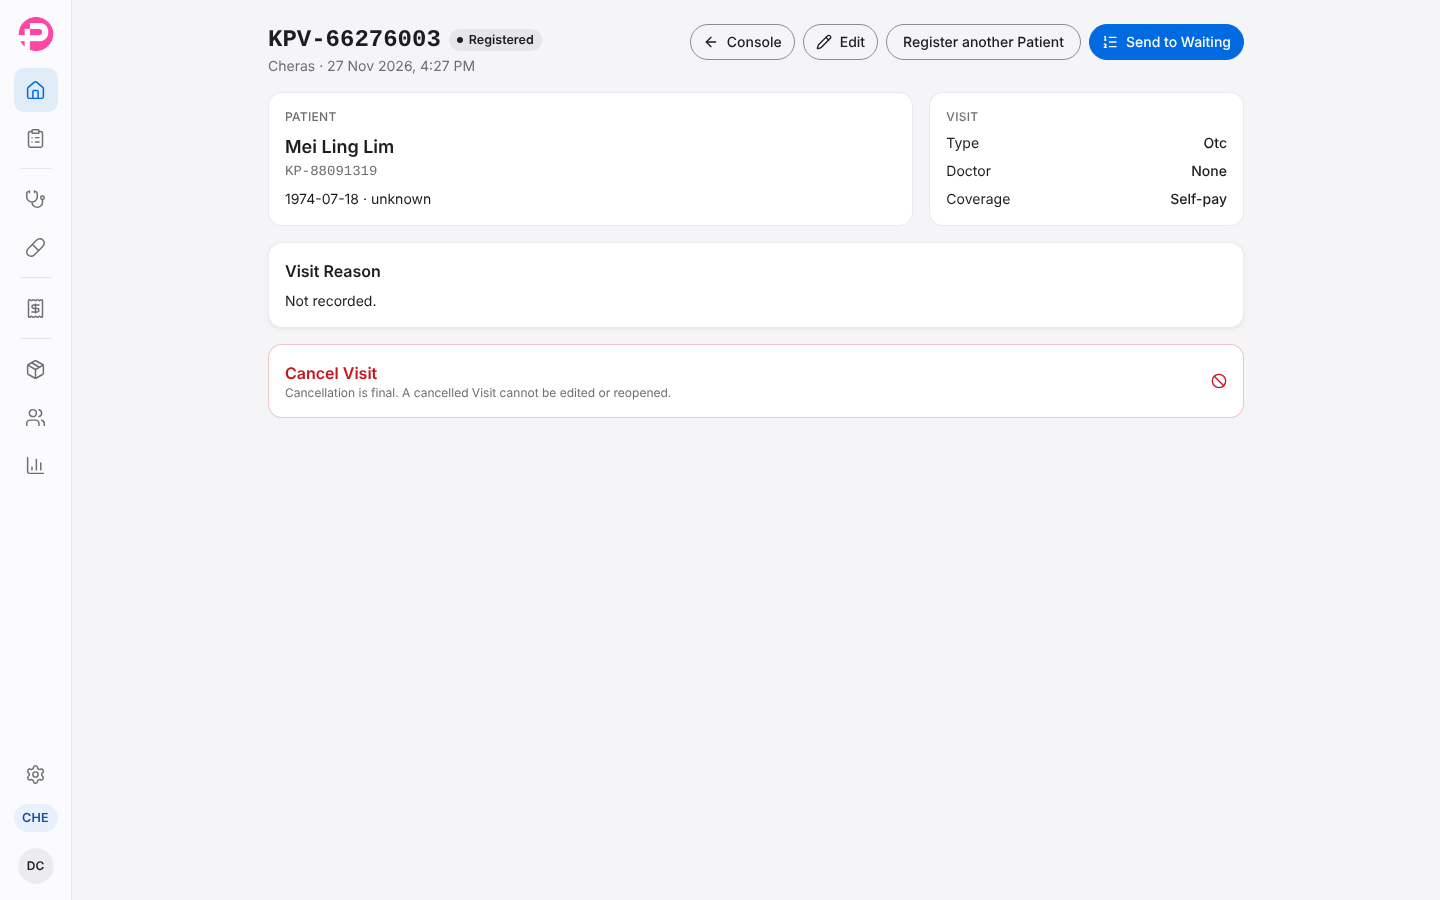 KPV-66276003
Registered
Cheras · 27 Nov 2026, 4:27 PM
Console
Edit
Register another Patient
Send to Waiting
PATIENT
Mei Ling Lim
KP-88091319
1974-07-18 · unknown
VISIT
Type Otc
Doctor None
Coverage Self-pay
Visit Reason
Not recorded.
Cancel Visit
Cancellation is final. A cancelled Visit cannot be edited or reopened.
CHE
DC